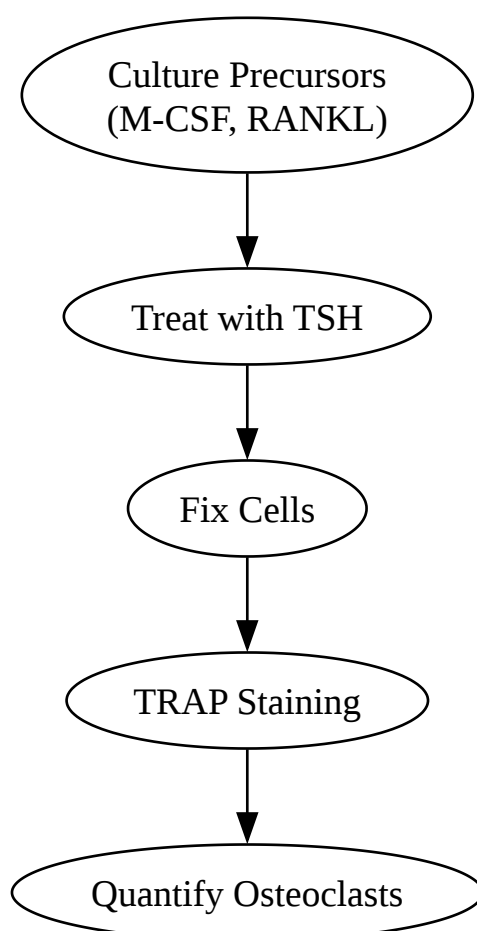 Culture Precursors
(M-CSF, RANKL)
Treat with TSH
Fix Cells
TRAP Staining
Quantify Osteoclasts